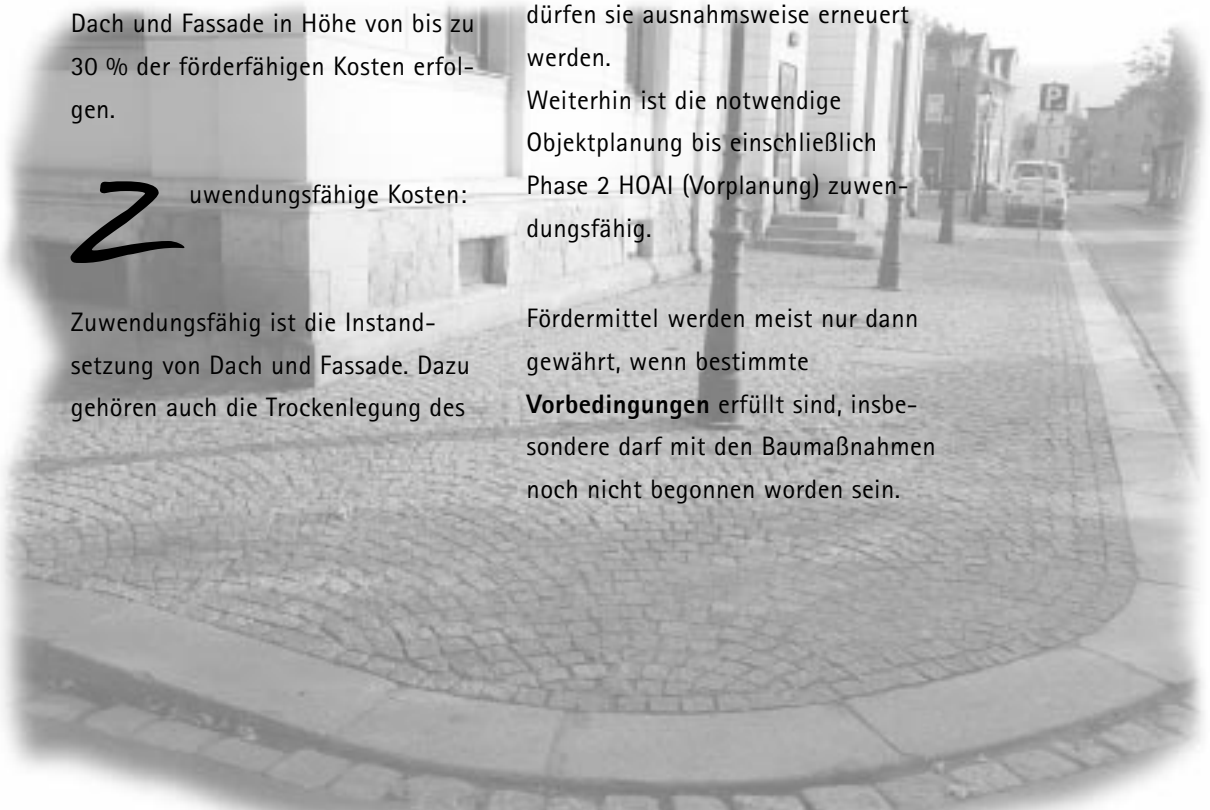 Dach und Fassade in Höhe von bis zu
30 % der förderfähigen Kosten erfol-
gen.
Zuwendungsfähige Kosten:
Zuwendungsfähig ist die Instand-
setzung von Dach und Fassade. Dazu
gehören auch die Trockenlegung des
dürfen sie ausnahmsweise erneuert
werden.
Weiterhin ist die notwendige
Objektplanung bis einschließlich
Phase 2 HOAI (Vorplanung) zuwen-
dungsfähig.
Fördermittel werden meist nur dann
gewährt, wenn bestimmte
Vorbedingungen erfüllt sind, insbe-
sondere darf mit den Baumaßnahmen
noch nicht begonnen worden sein.
P